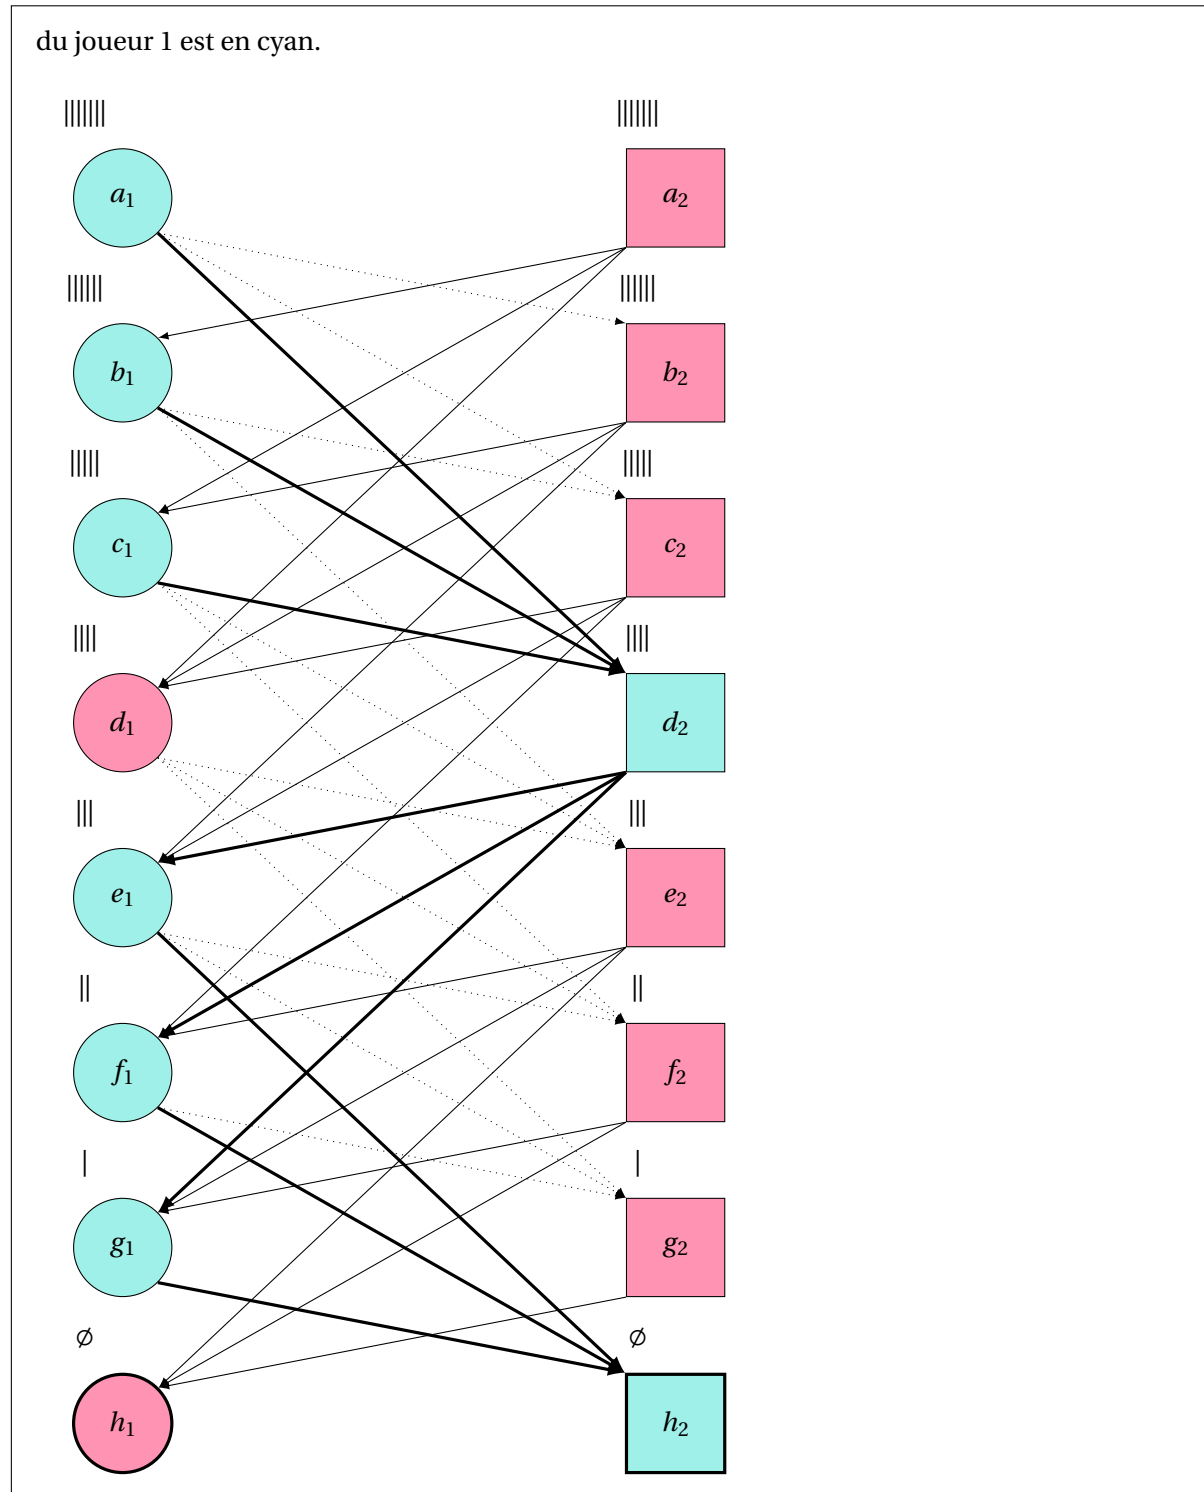 du joueur 1 est en cyan.
||||||| |||||||
a₁ a₂
|||||| ||||||
b₁ b₂
||||| |||||
c₁ c₂
|||| ||||
d₁ d₂
||| |||
e₁ e₂
|| ||
f₁ f₂
| |
g₁ g₂
∅ ∅
h₁ h₂